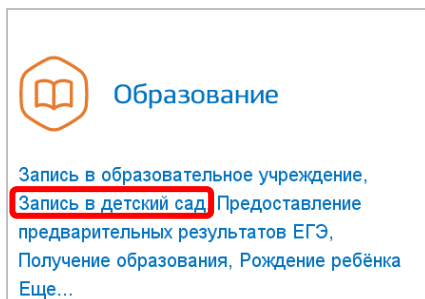 Образование
Запись в образовательное учреждение,
Запись в детский сад, Предоставление
предварительных результатов ЕГЭ,
Получение образования, Рождение ребёнка
Еще...